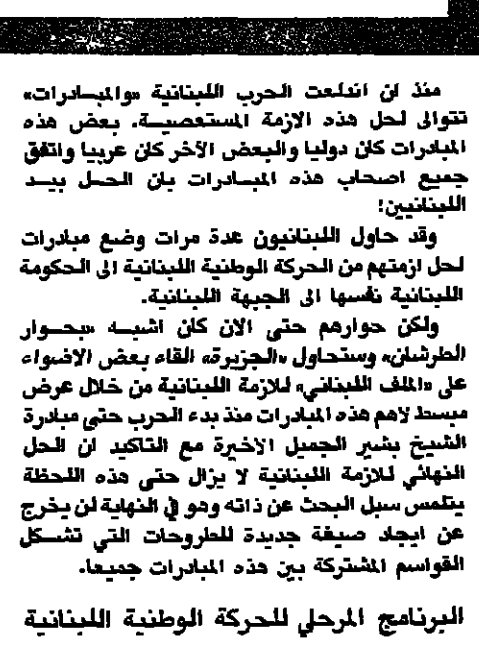 منذ ان اندلعت الحرب اللبنانية «والمبادرات»
تتوالى لحل هذه الازمة المستعصية. بعض هذه
المبادرات كان دوليا والبعض الآخر كان عربيا واتفق
جميع اصحاب هذه المبادرات بان الحل بيد
اللبنانيين!
وقد حاول اللبنانيون عدة مرات وضع مبادرات
لحل ازمتهم من الحركة الوطنية اللبنانية الى الحكومة
اللبنانية نفسها الى الجبهة اللبنانية.
ولكن حوارهم حتى الان كان اشبه «بحوار
الطرشان» وستحاول «الجزيرة» القاء بعض الاضواء
على «الملف اللبناني» للازمة اللبنانية من خلال عرض
مبسط لاهم هذه المبادرات منذ بدء الحرب حتى مبادرة
الشيخ بشير الجميل الاخيرة مع التاكيد ان الحل
النهائي للازمة اللبنانية لا يزال حتى هذه اللحظة
يتلمس سبل البحث عن ذاته وهو في النهاية لن يخرج
عن ايجاد صيغة جديدة للطروحات التي تشكل
القواسم المشتركة بين هذه المبادرات جميعا.
البرنامج المرحلي للحركة الوطنية اللبنانية